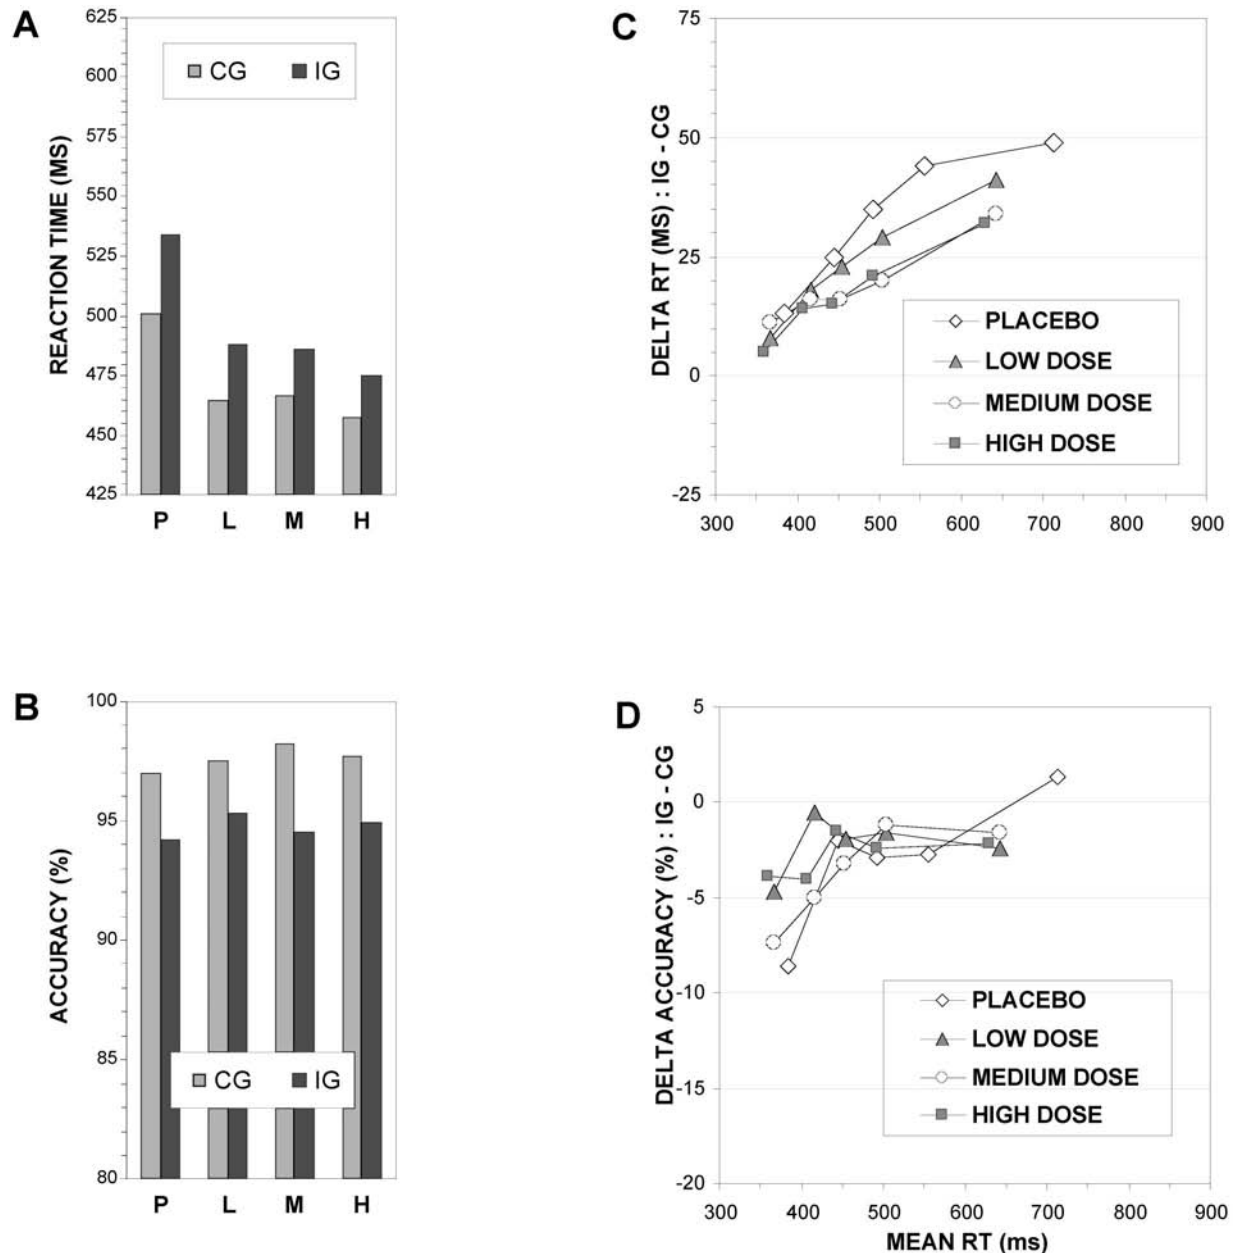 A
REACTION TIME (MS)
625
600
575
550
525
500
475
450
425
CG IG
P L M H
C
DELTA RT (MS) : IG - CG
75
50
25
0
-25
PLACEBO
LOW DOSE
MEDIUM DOSE
HIGH DOSE
300 400 500 600 700 800 900
B
ACCURACY (%)
100
95
90
85
80
CG IG
P L M H
D
DELTA ACCURACY (%) : IG - CG
5
0
-5
-10
-15
-20
PLACEBO
LOW DOSE
MEDIUM DOSE
HIGH DOSE
300 400 500 600 700 800 900
MEAN RT (ms)